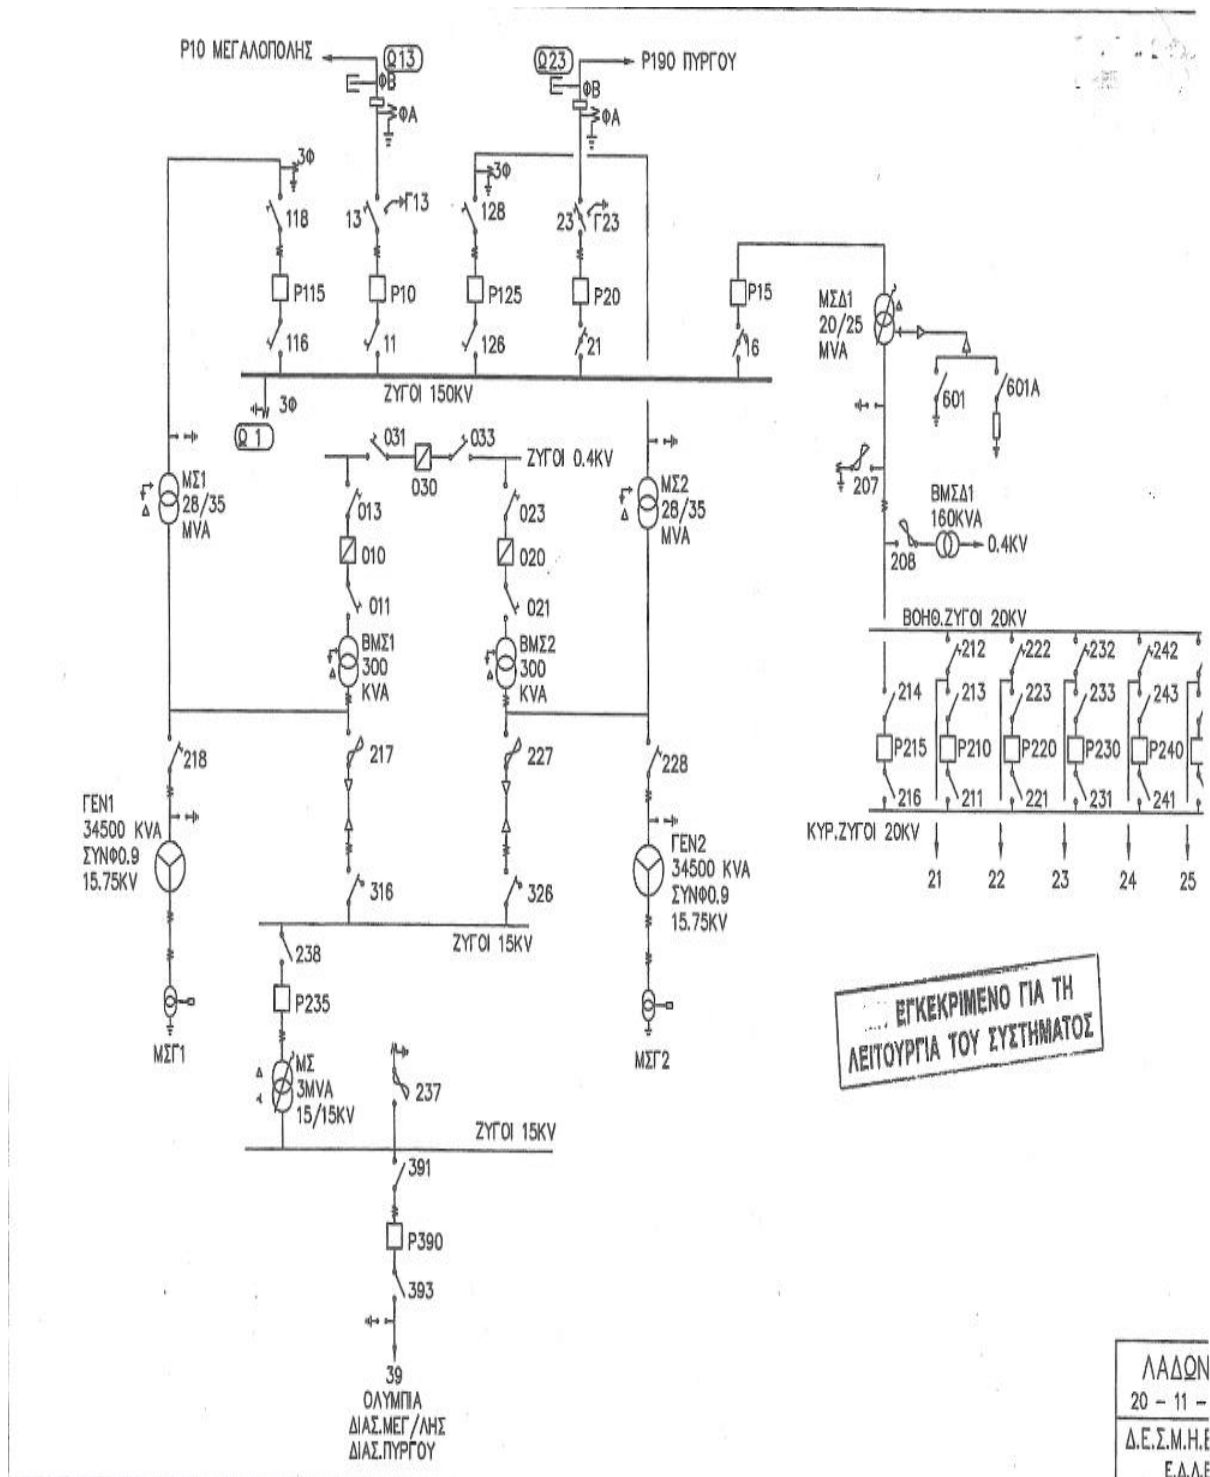 P10 ΜΕΓΑΛΟΠΟΛΗΣ
Q13
Q23
P190 ΠΥΡΓΟΥ
ΦΒ
ΦΒ
ΦΑ
ΦΑ
3Φ
3Φ
118
13
Γ13
128
23
Γ23
P115
P10
P125
P20
P15
ΜΣΔ1
20/25
MVA
116
11
126
21
16
ΖΥΓΟΙ 150KV
601
601A
3Φ
Q 1
031
033
ΖΥΓΟΙ 0.4KV
030
ΜΣ1
28/35
MVA
013
023
ΜΣ2
28/35
MVA
207
ΒΜΣΔ1
160KVA
0.4KV
208
010
020
011
021
ΒΟΗΘ.ΖΥΓΟΙ 20KV
ΒΜΣ1
300
KVA
ΒΜΣ2
300
KVA
212
222
232
242
214
213
223
233
243
P215
P210
P220
P230
P240
216
211
221
231
241
218
217
227
228
ΓΕΝ1
34500 KVA
ΣΥΝΦ0.9
15.75KV
ΓΕΝ2
34500 KVA
ΣΥΝΦ0.9
15.75KV
ΚΥΡ.ΖΥΓΟΙ 20KV
21
22
23
24
25
316
326
ΖΥΓΟΙ 15KV
238
P235
ΜΣΓ1
ΜΣΓ2
ΕΓΚΕΚΡΙΜΕΝΟ ΓΙΑ ΤΗ
ΛΕΙΤΟΥΡΓΙΑ ΤΟΥ ΣΥΣΤΗΜΑΤΟΣ
ΜΣ
3MVA
15/15KV
237
ΖΥΓΟΙ 15KV
391
P390
393
39
ΟΛΥΜΠΙΑ
ΔΙΑΣ.ΜΕΓ/ΛΗΣ
ΔΙΑΣ.ΠΥΡΓΟΥ
ΛΑΔΩΝ
20 - 11 -
Δ.Ε.Σ.Μ.Η.Ε
Ε.Δ.Λ.Ε